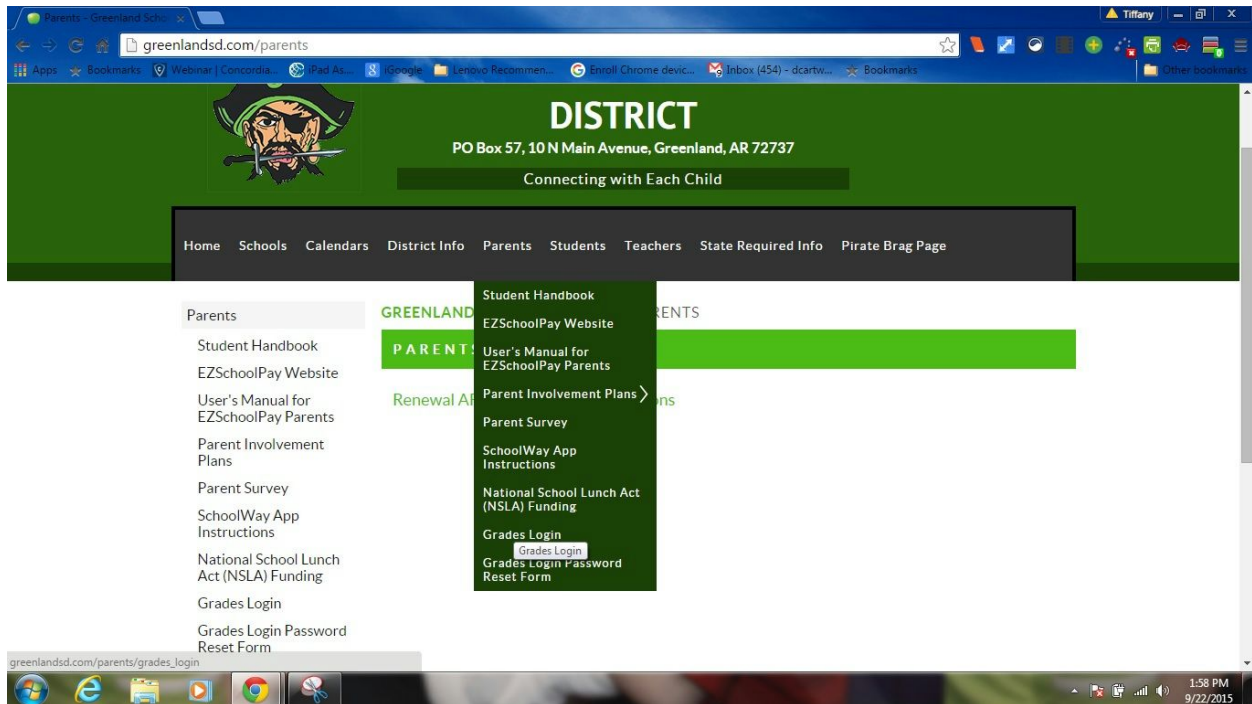 Parents - Greenland Scho
Tiffany
greenlandsd.com/parents
Apps Bookmarks Webinar | Concordia... iPad As... iGoogle Lenovo Recommen... Enroll Chrome devic... Inbox (454) - dcartw... Bookmarks Other bookmarks
DISTRICT
PO Box 57, 10 N Main Avenue, Greenland, AR 72737
Connecting with Each Child
Home Schools Calendars District Info Parents Students Teachers State Required Info Pirate Brag Page
Student Handbook
EZSchoolPay Website
User's Manual for
EZSchoolPay Parents
Parent Involvement Plans
Parent Survey
SchoolWay App
Instructions
National School Lunch Act
(NSLA) Funding
Grades Login
Grades Login
Grades Login Password
Reset Form
Parents
Student Handbook
EZSchoolPay Website
User's Manual for
EZSchoolPay Parents
Parent Involvement
Plans
Parent Survey
SchoolWay App
Instructions
National School Lunch
Act (NSLA) Funding
Grades Login
Grades Login Password
Reset Form
GREENLAND
PARENTS
Renewal
greenlandsd.com/parents/grades_login
1:58 PM
9/22/2015